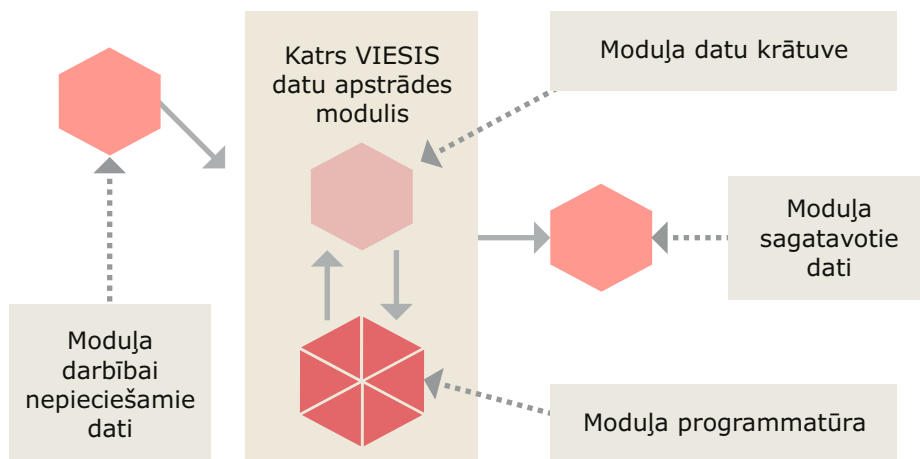 Katrs VIESIS
datu apstrādes
modulis
Moduļa datu krātuve
Moduļa
sagatavotie
dati
Moduļa
darbībai
nepieciešamie
dati
Moduļa programmatūra